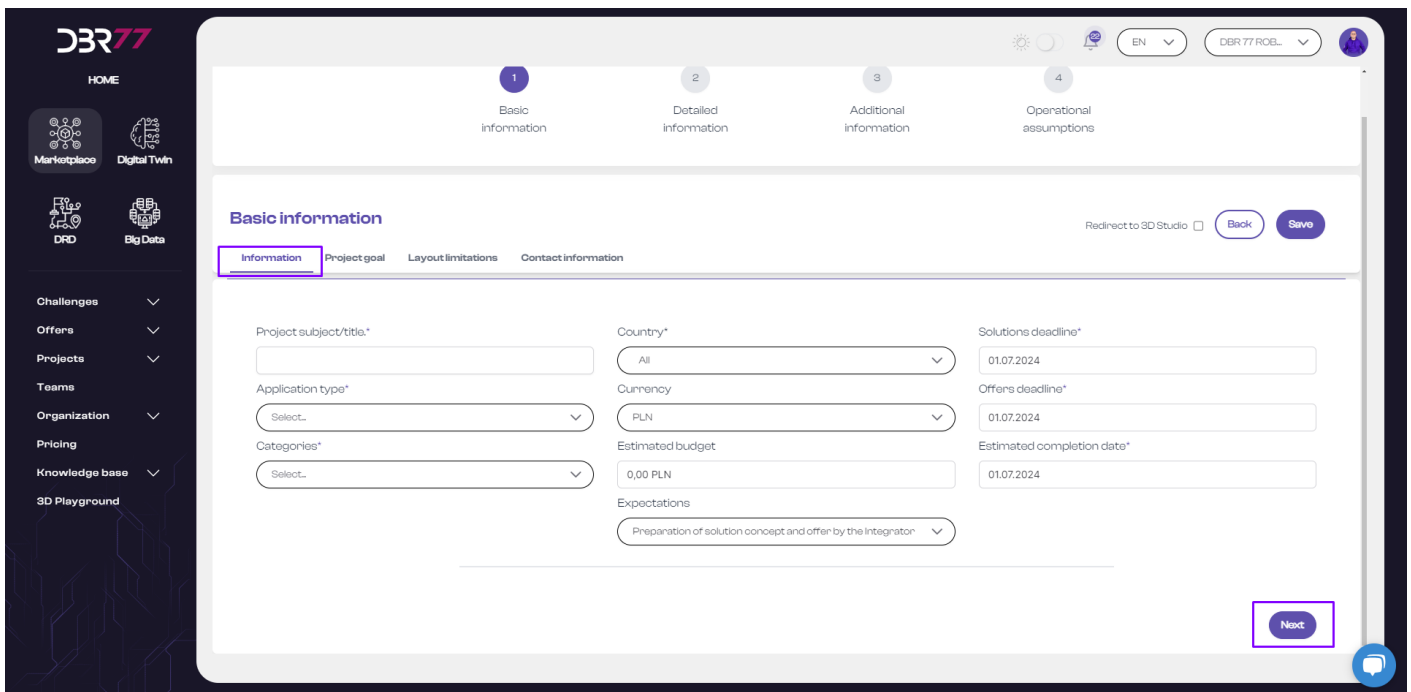 DBR77
22
EN
DBR 77 ROB...
HOME
Marketplace
Digital Twin
DRD
Big Data
Challenges
Offers
Projects
Teams
Organization
Pricing
Knowledge base
3D Playground
1
2
3
4
Basic
information
Detailed
information
Additional
information
Operational
assumptions
Basic information
Redirect to 3D Studio
Back
Save
Information
Project goal
Layout limitations
Contact information
Project subject/title.*
Country*
Solutions deadline*
All
01.07.2024
Application type*
Currency
Offers deadline*
Select...
PLN
01.07.2024
Categories*
Estimated budget
Estimated completion date*
Select...
0,00 PLN
01.07.2024
Expectations
Preparation of solution concept and offer by the Integrator
Next